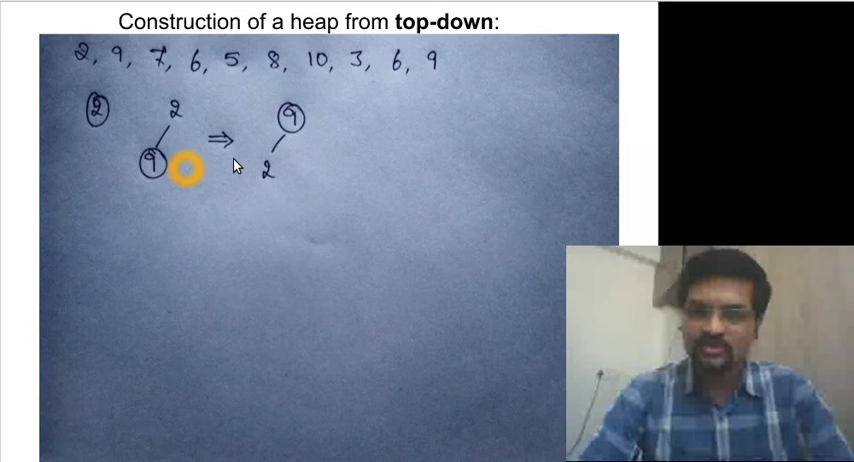 Construction of a heap from top-down:
2, 9, 7, 6, 5, 8, 10, 3, 6, 9
2 2 ⇒ 9
9 2